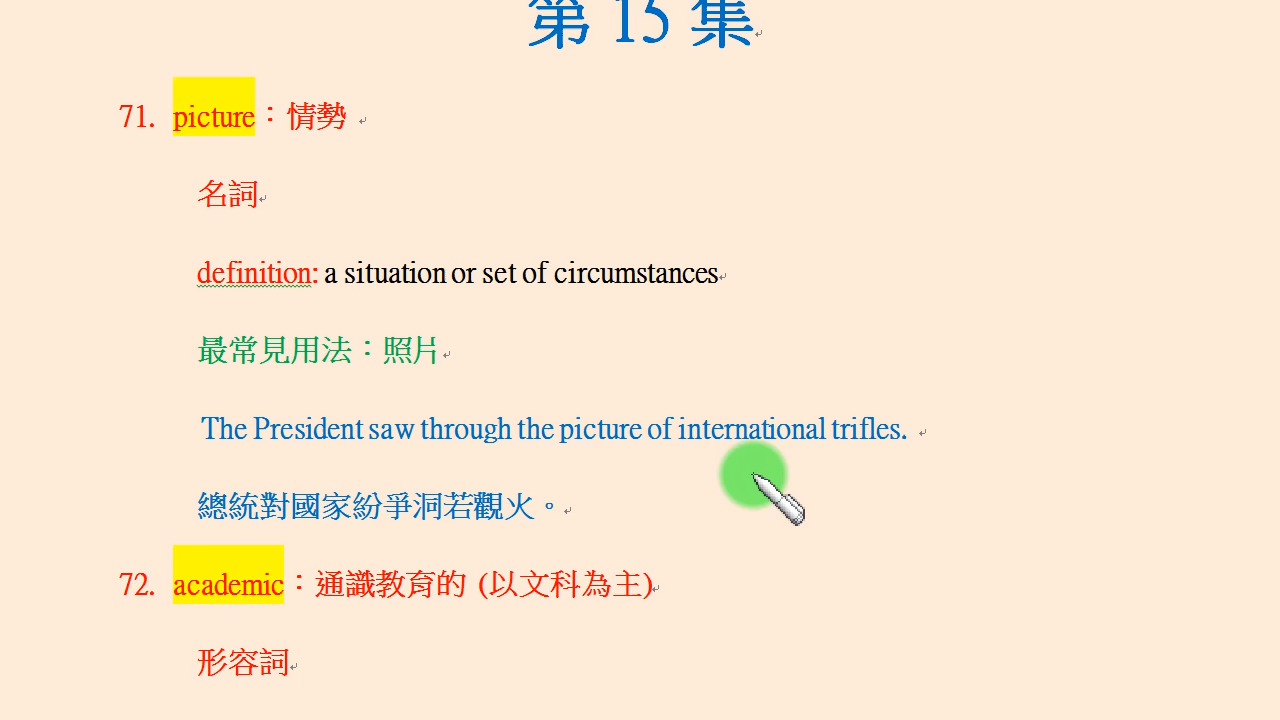 第 15 集
71. picture：情勢
名詞
definition: a situation or set of circumstances
最常見用法：照片
The President saw through the picture of international trifles.
總統對國家紛爭洞若觀火。
72. academic：通識教育的 (以文科為主)
形容詞